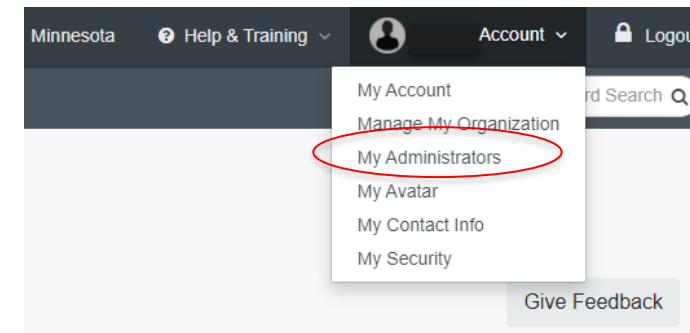 Minnesota Help & Training Account Logou
My Account
rd Search
Manage My Organization
My Administrators
My Avatar
My Contact Info
My Security
Give Feedback